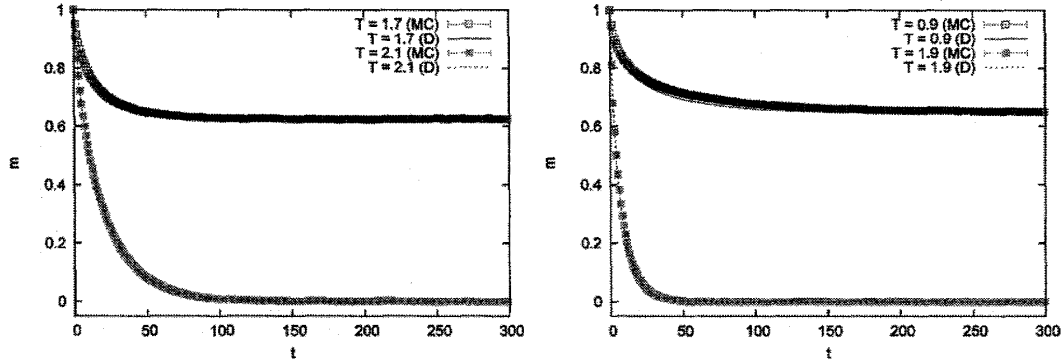 T = 1.7 (MC)
T = 1.7 (D)
T = 2.1 (MC)
T = 2.1 (D)
1
0.8
0.6
0.4
0.2
0
m
0 50 100 150 200 250 300
t
T = 0.9 (MC)
T = 0.9 (D)
T = 1.9 (MC)
T = 1.9 (D)
1
0.8
0.6
0.4
0.2
0
m
0 50 100 150 200 250 300
t